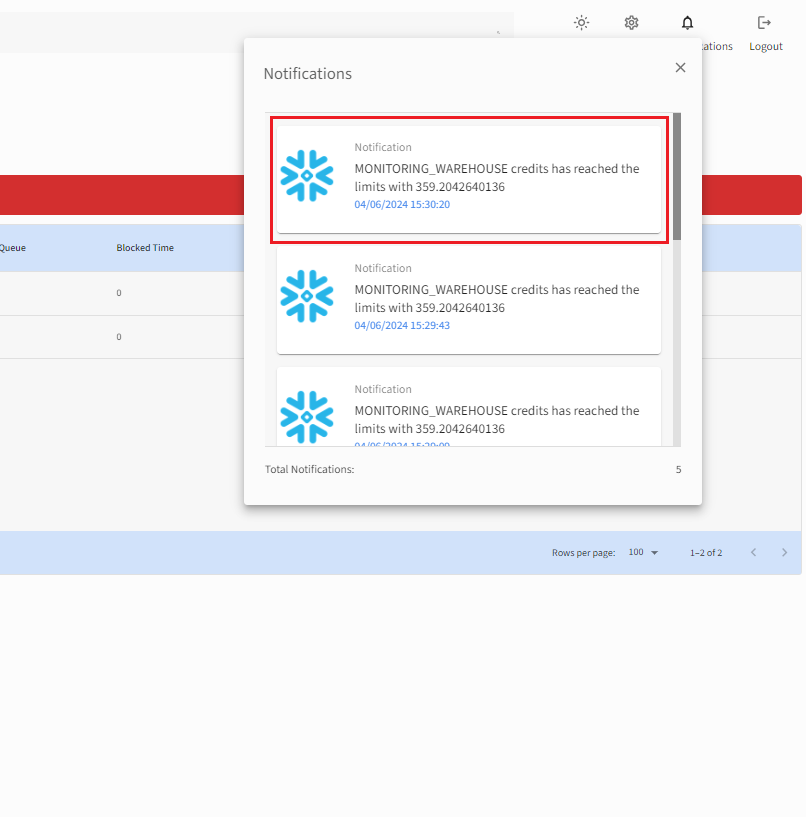 ations
Logout
Notifications
Notification
MONITORING_WAREHOUSE credits has reached the
limits with 359.2042640136
04/06/2024 15:30:20
Notification
MONITORING_WAREHOUSE credits has reached the
limits with 359.2042640136
04/06/2024 15:29:43
Notification
MONITORING_WAREHOUSE credits has reached the
limits with 359.2042640136
Total Notifications: 5
Queue Blocked Time
0
0
Rows per page: 100 1–2 of 2